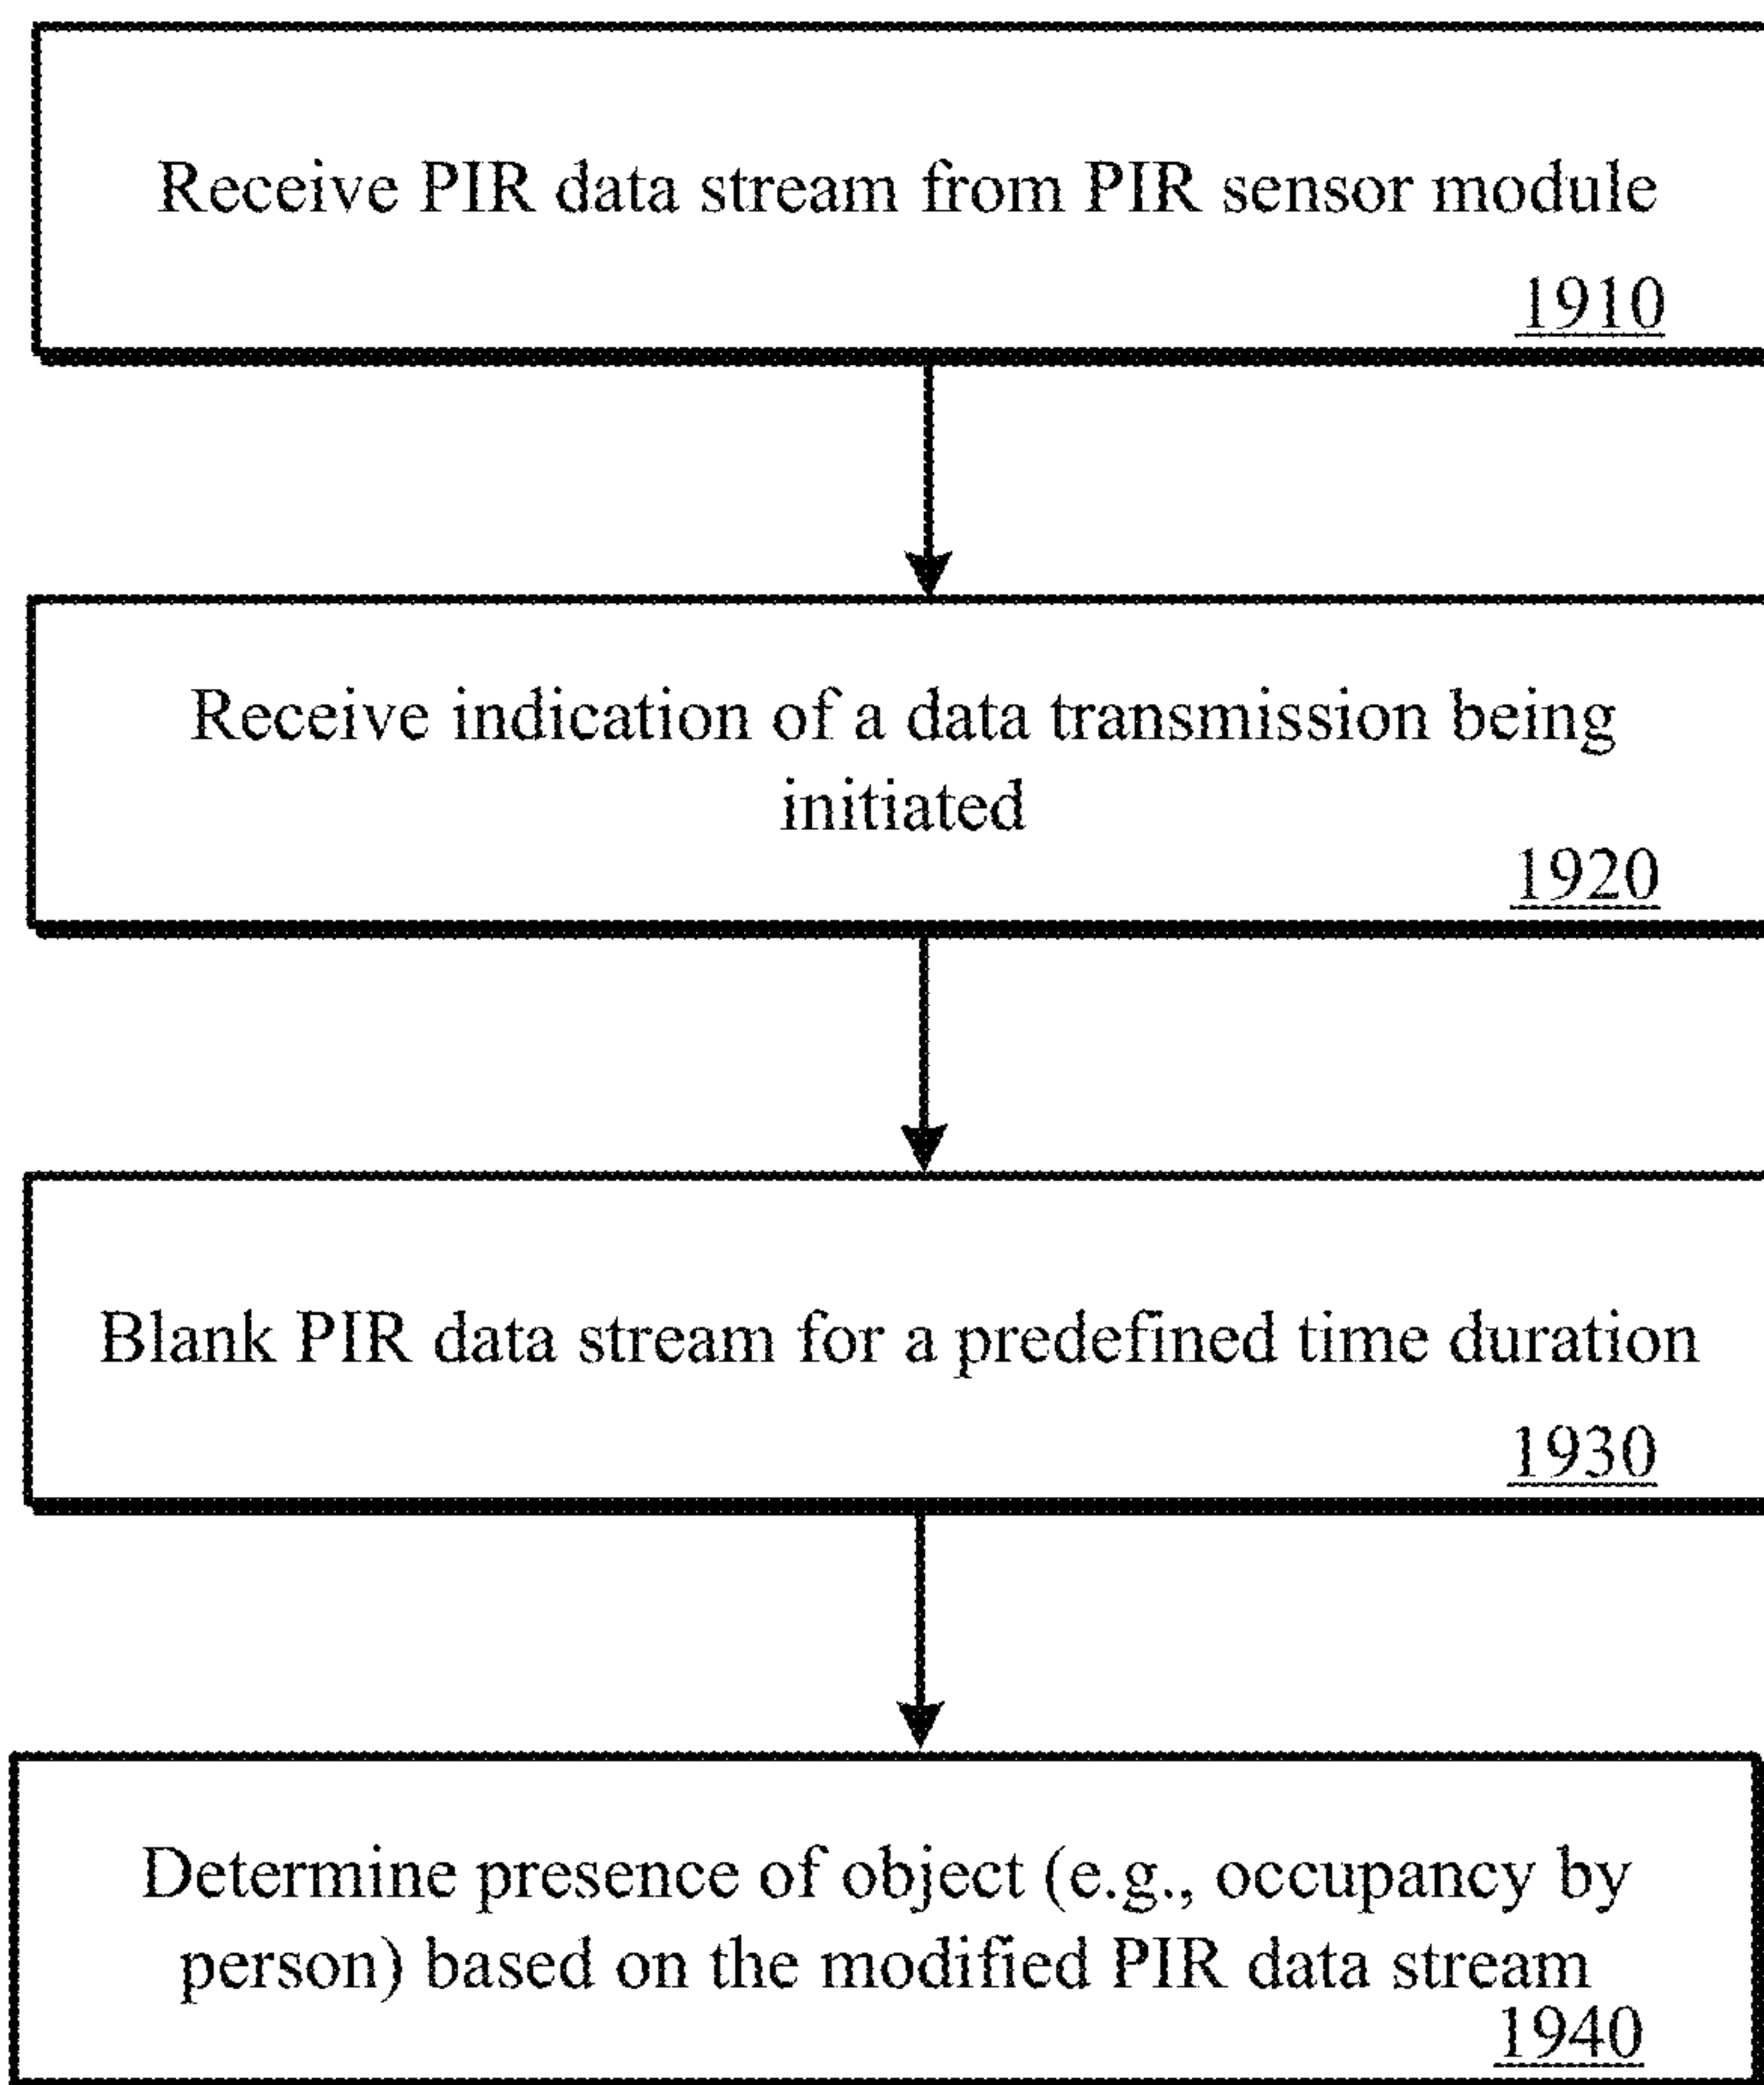 Receive PIR data stream from PIR sensor module
1910
Receive indication of a data transmission being
initiated
1920
Blank PIR data stream for a predefined time duration
1930
Determine presence of object (e.g., occupancy by
person) based on the modified PIR data stream
1940